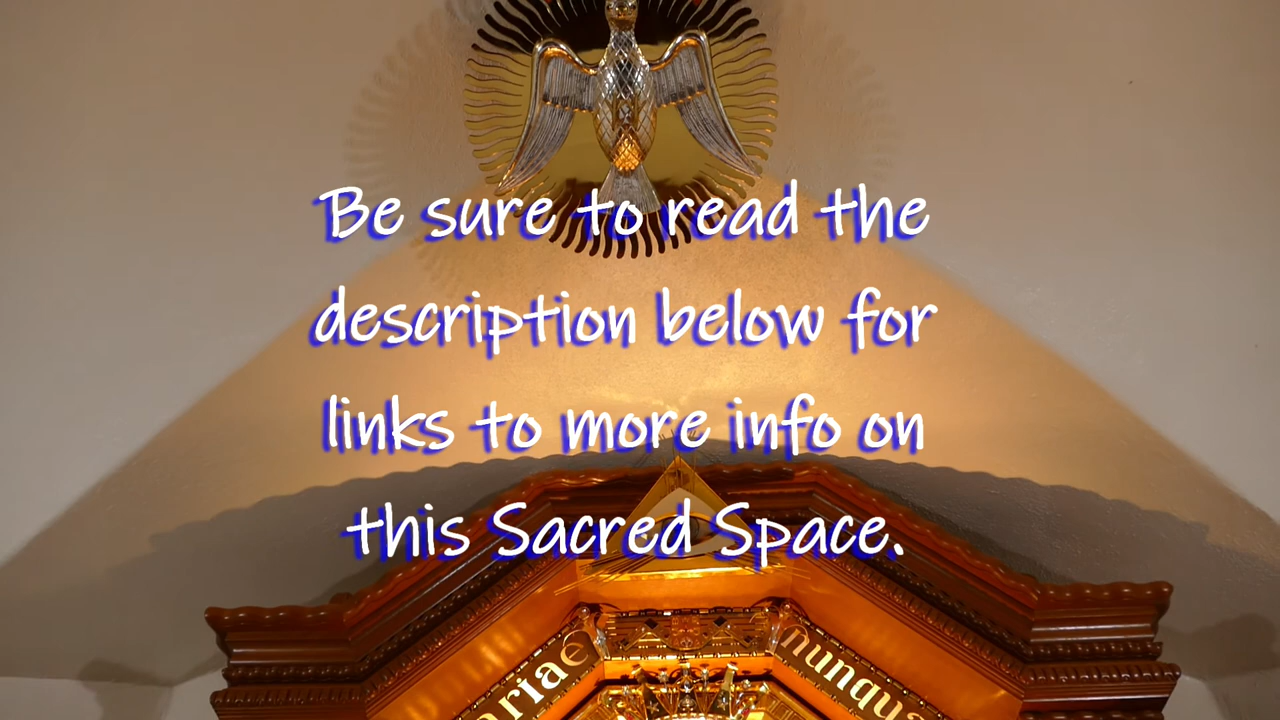 Be sure to read the
description below for
links to more info on
this Sacred Space.